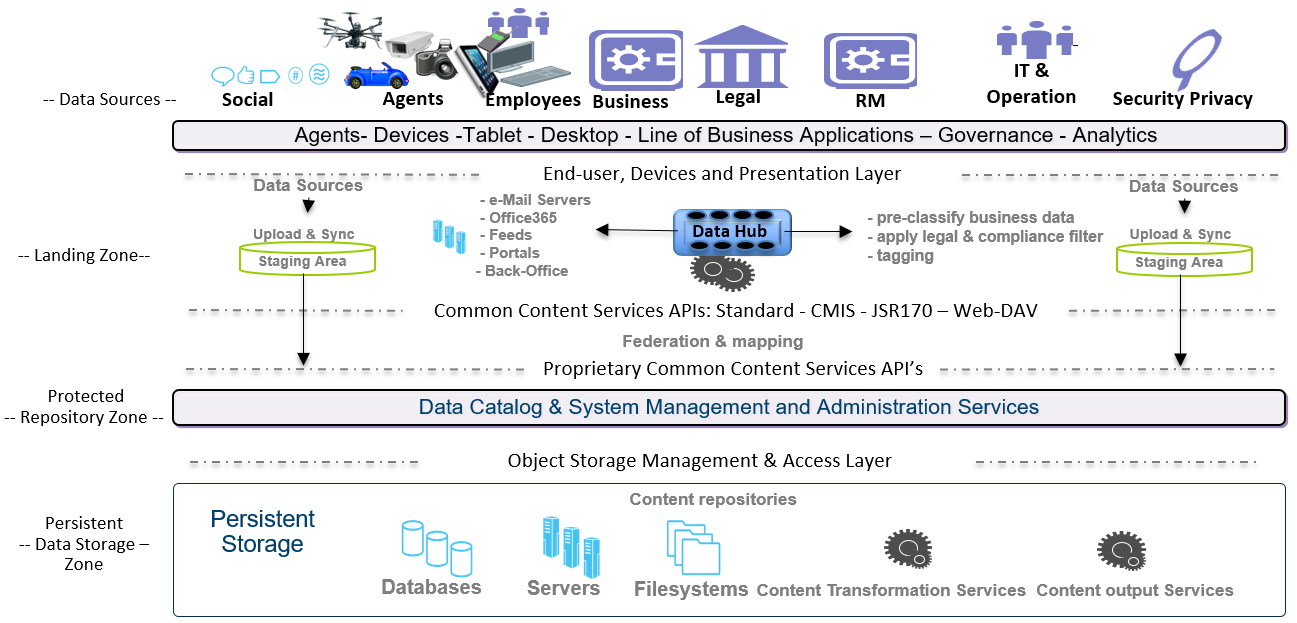 -- Data Sources --
Social
Agents
Employees
Business
Legal
RM
IT &
Operation
Security Privacy
#
Agents- Devices -Tablet - Desktop - Line of Business Applications – Governance - Analytics
End-user, Devices and Presentation Layer
-- Landing Zone--
Data Sources
Upload & Sync
Staging Area
- e-Mail Servers
- Office365
- Feeds
- Portals
- Back-Office
Data Hub
- pre-classify business data
- apply legal & compliance filter
- tagging
Data Sources
Upload & Sync
Staging Area
Common Content Services APIs: Standard - CMIS - JSR170 – Web-DAV
Federation & mapping
Proprietary Common Content Services API’s
Protected
-- Repository Zone --
Data Catalog & System Management and Administration Services
Object Storage Management & Access Layer
Persistent
-- Data Storage –
Zone
Persistent
Storage
Content repositories
Databases
Servers
Filesystems
Content Transformation Services
Content output Services